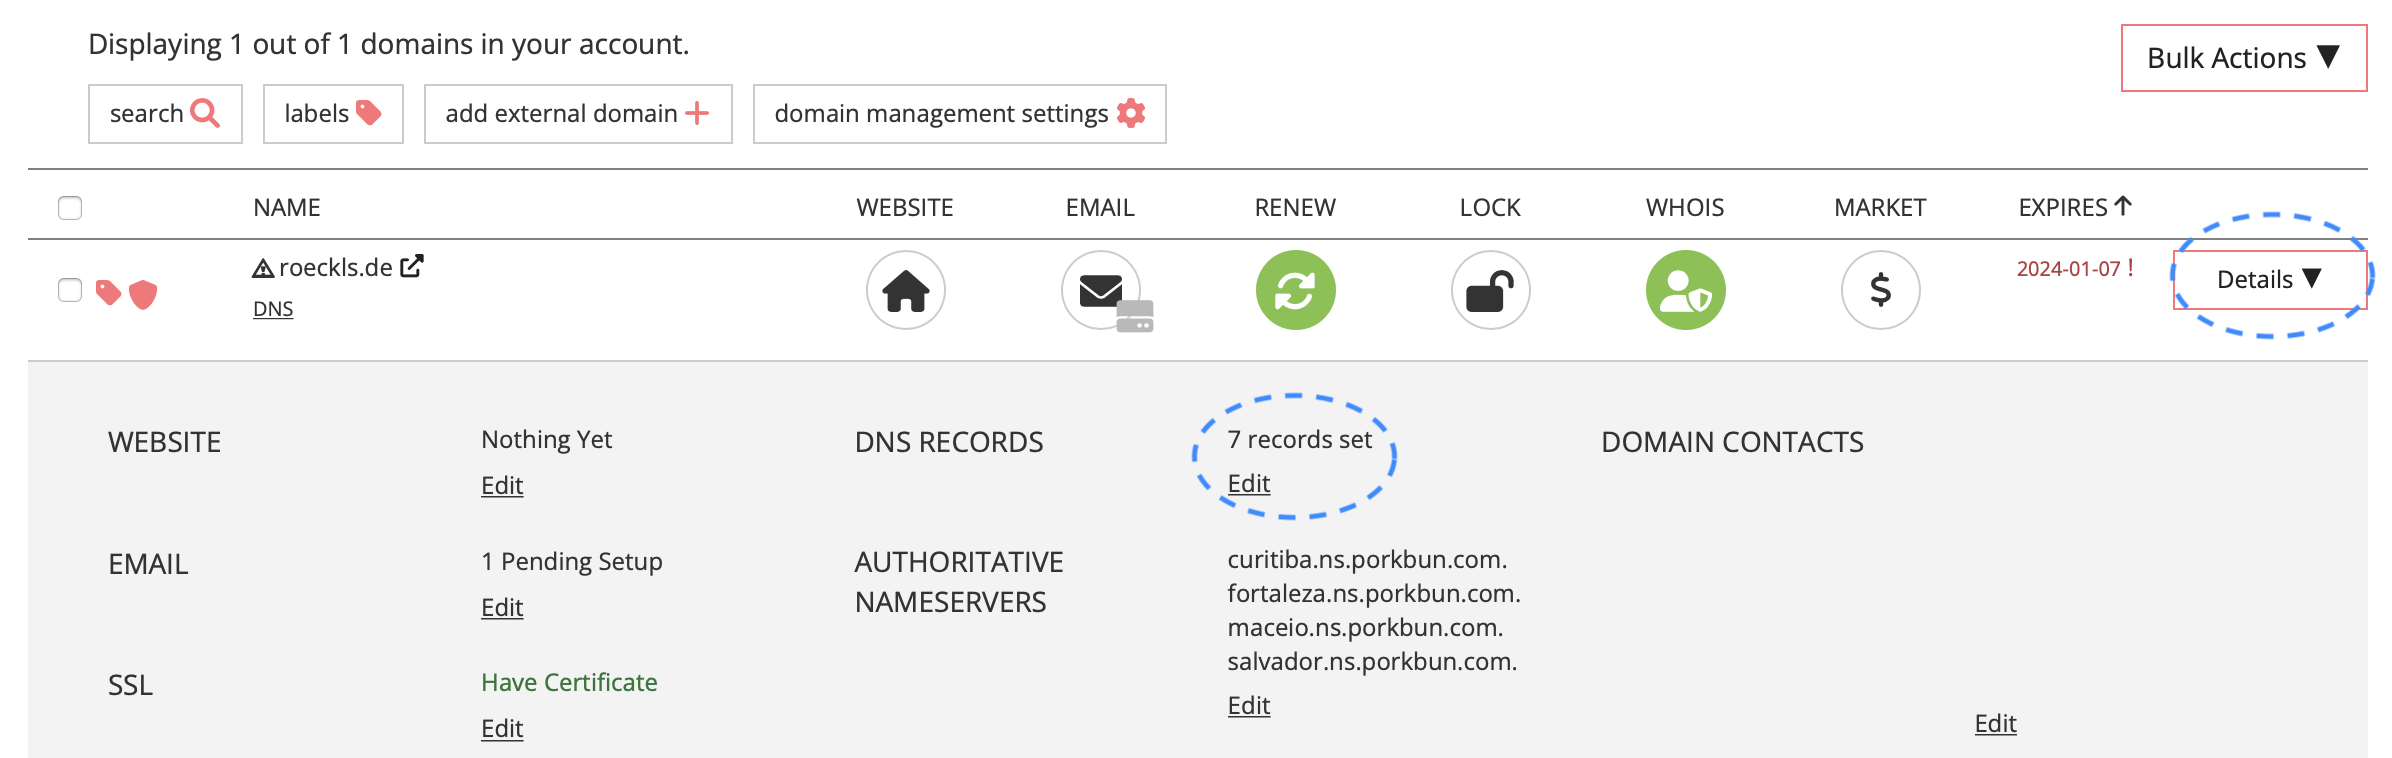 Displaying 1 out of 1 domains in your account.
Bulk Actions ▼
search
labels
add external domain
domain management settings
NAME WEBSITE EMAIL RENEW LOCK WHOIS MARKET EXPIRES
roeckls.de
2024-01-07 !
Details ▼
DNS
WEBSITE
Nothing Yet
Edit
DNS RECORDS
7 records set
Edit
DOMAIN CONTACTS
EMAIL
1 Pending Setup
Edit
AUTHORITATIVE
NAMESERVERS
curitiba.ns.porkbun.com.
fortaleza.ns.porkbun.com.
maceio.ns.porkbun.com.
salvador.ns.porkbun.com.
Edit
SSL
Have Certificate
Edit
Edit